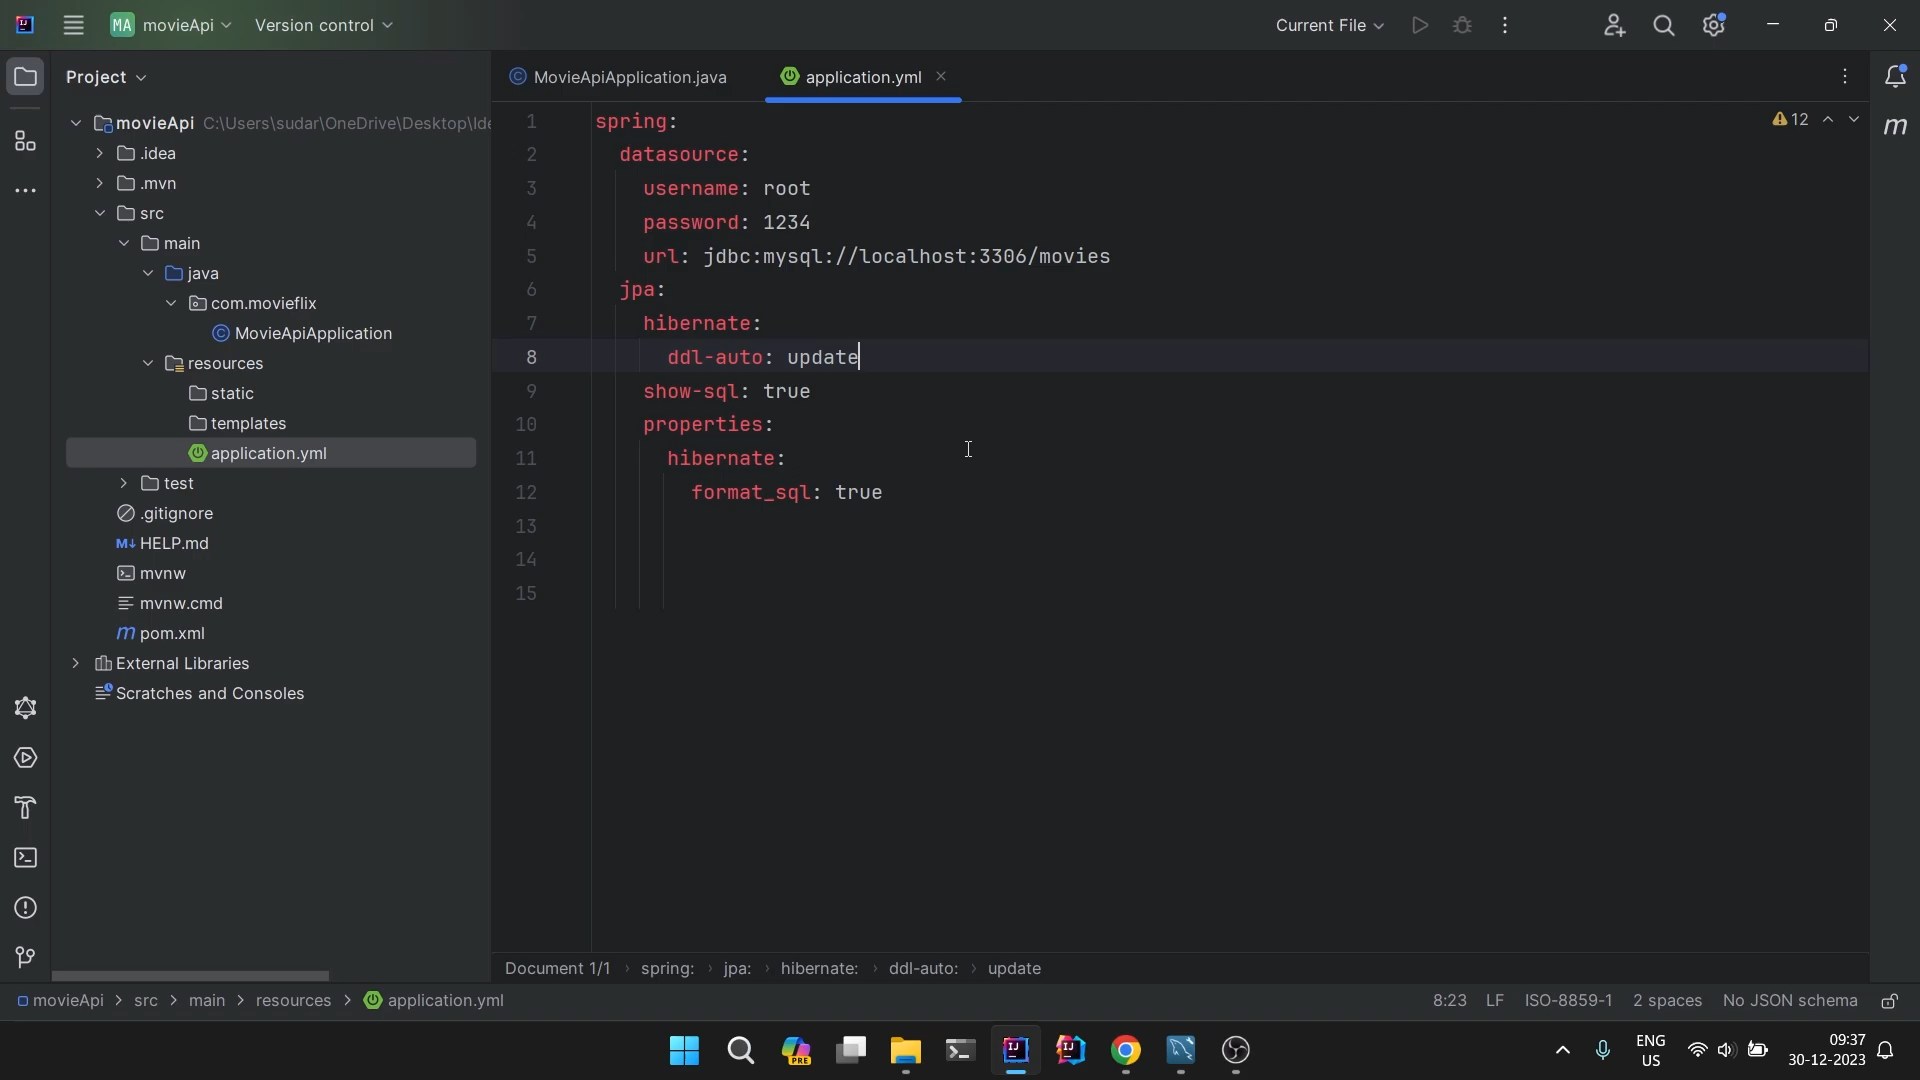 MA movieApi Version control Current File
Project
MovieApiApplication.java application.yml
movieApi C:\Users\sudar\OneDrive\Desktop\Ide
.idea
.mvn
src
main
java
com.movieflix
MovieApiApplication
resources
static
templates
application.yml
test
.gitignore
M↓ HELP.md
mvnw
mvnw.cmd
m pom.xml
External Libraries
Scratches and Consoles
12
m
1 spring:
2 datasource:
3 username: root
4 password: 1234
5 url: jdbc:mysql://localhost:3306/movies
6 jpa:
7 hibernate:
8 ddl-auto: update
9 show-sql: true
10 properties:
11 hibernate:
12 format_sql: true
13
14
15
Document 1/1 › spring: › jpa: › hibernate: › ddl-auto: › update
movieApi > src > main > resources > application.yml
8:23 LF ISO-8859-1 2 spaces No JSON schema
PRE
IJ
IJ
ENG
US
09:37
30-12-2023